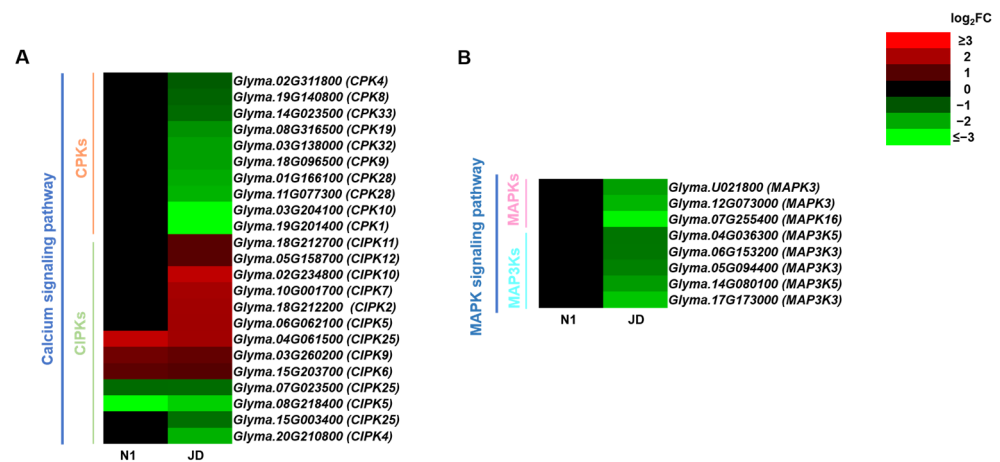 log2FC
≥3
2
1
0
−1
−2
≤−3
A
Calcium signaling pathway
CPKs
CIPKs
Glyma.02G311800 (CPK4)
Glyma.19G140800 (CPK8)
Glyma.14G023500 (CPK33)
Glyma.08G316500 (CPK19)
Glyma.03G138000 (CPK32)
Glyma.18G096500 (CPK9)
Glyma.01G166100 (CPK28)
Glyma.11G077300 (CPK28)
Glyma.03G204100 (CPK10)
Glyma.19G201400 (CPK1)
Glyma.18G212700 (CIPK11)
Glyma.05G158700 (CIPK12)
Glyma.02G234800 (CIPK10)
Glyma.10G001700 (CIPK7)
Glyma.18G212200 (CIPK2)
Glyma.06G062100 (CIPK5)
Glyma.04G061500 (CIPK25)
Glyma.03G260200 (CIPK9)
Glyma.15G203700 (CIPK6)
Glyma.07G023500 (CIPK25)
Glyma.08G218400 (CIPK5)
Glyma.15G003400 (CIPK25)
Glyma.20G210800 (CIPK4)
N1 JD
B
MAPK signaling pathway
MAPKs
MAP3Ks
Glyma.U021800 (MAPK3)
Glyma.12G073000 (MAPK3)
Glyma.07G255400 (MAPK16)
Glyma.04G036300 (MAP3K5)
Glyma.06G153200 (MAP3K3)
Glyma.05G094400 (MAP3K3)
Glyma.14G080100 (MAP3K5)
Glyma.17G173000 (MAP3K3)
N1 JD